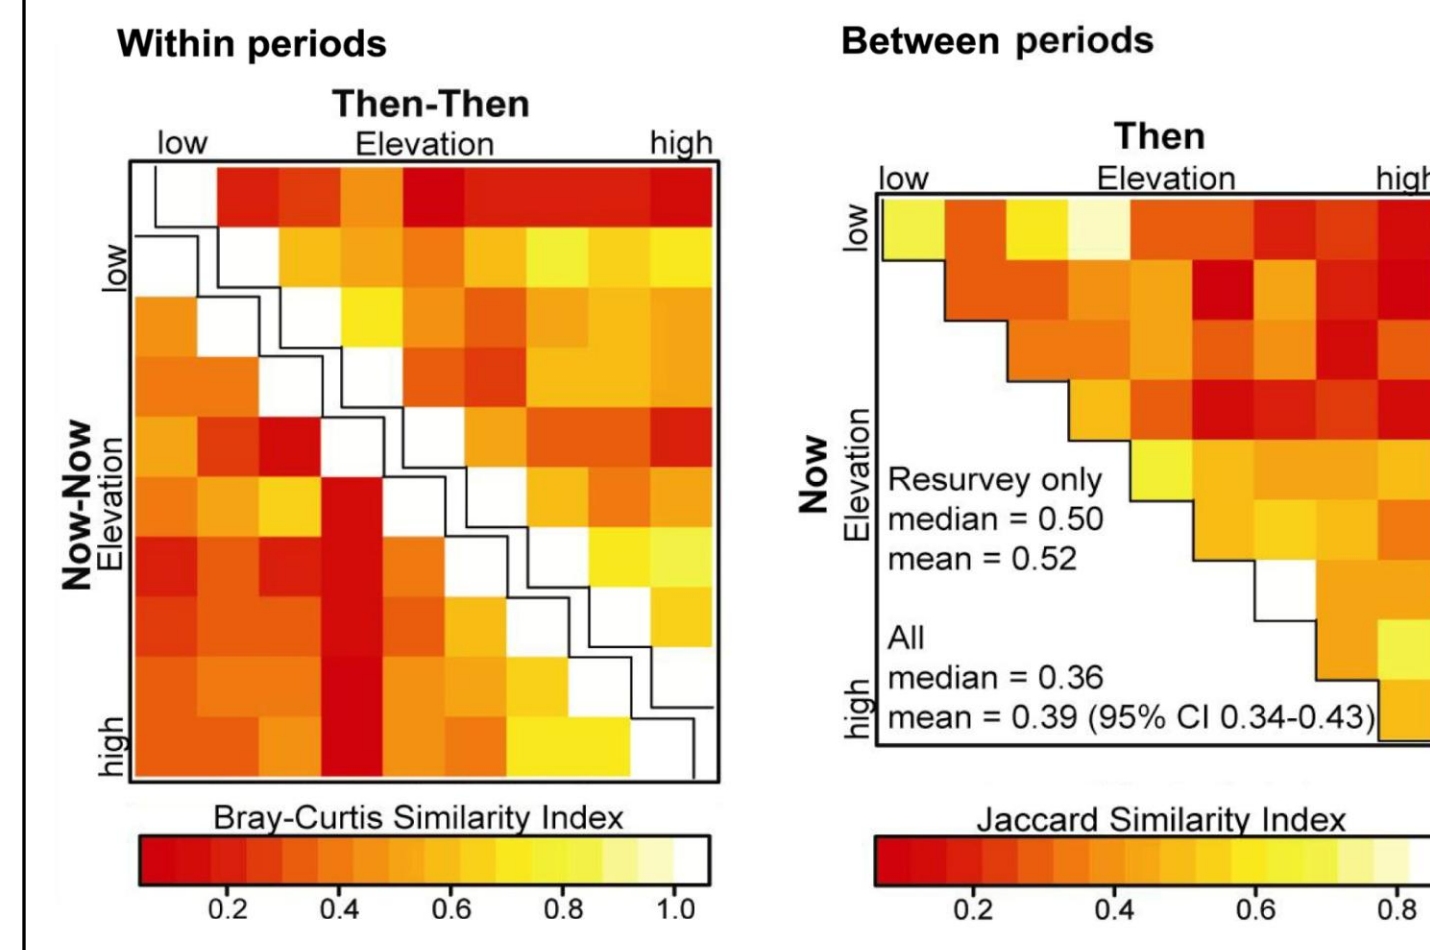 Within periods
Then-Then
low Elevation high
low
Elevation
Now-Now
high
Bray-Curtis Similarity Index
0.2 0.4 0.6 0.8 1.0
Between periods
Then
low Elevation high
low
Elevation
Now
high
Resurvey only
median = 0.50
mean = 0.52
All
median = 0.36
mean = 0.39 (95% CI 0.34-0.43)
Jaccard Similarity Index
0.2 0.4 0.6 0.8